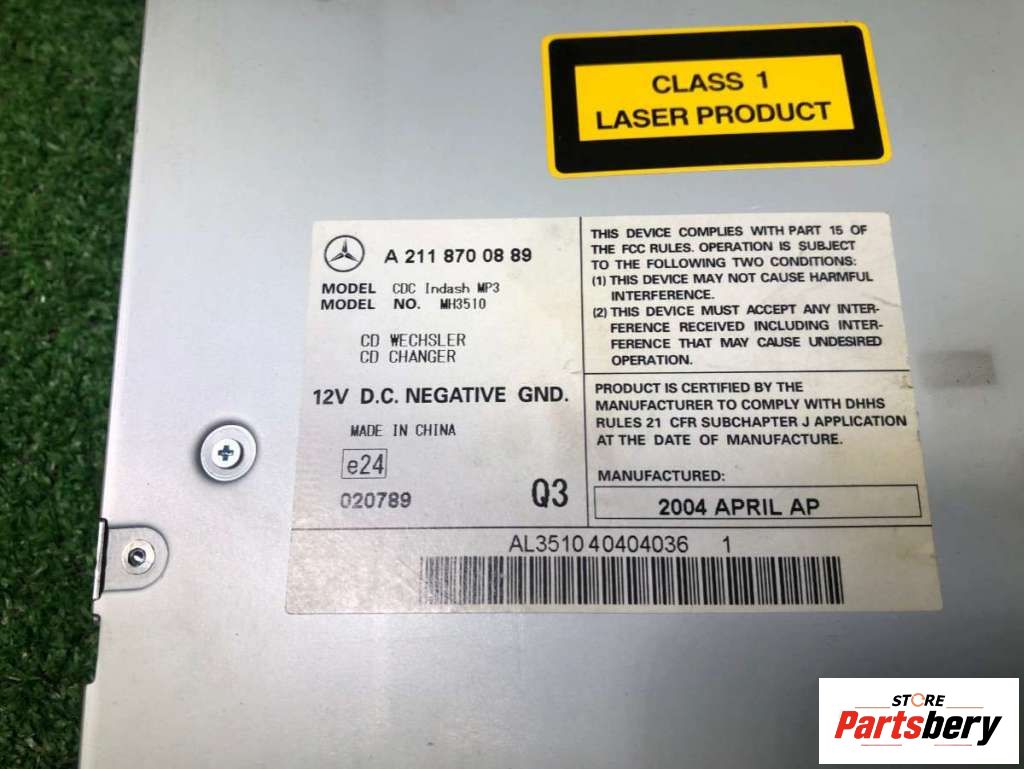 CLASS 1
LASER PRODUCT
A 211 870 08 89
MODEL CDC Indash MP3
MODEL NO. MH3510
CD WECHSLER
CD CHANGER
12V D.C. NEGATIVE GND.
MADE IN CHINA
e24
020789
Q3
THIS DEVICE COMPLIES WITH PART 15 OF
THE FCC RULES. OPERATION IS SUBJECT
TO THE FOLLOWING TWO CONDITIONS:
(1) THIS DEVICE MAY NOT CAUSE HARMFUL
INTERFERENCE.
(2) THIS DEVICE MUST ACCEPT ANY INTER-
FERENCE RECEIVED INCLUDING INTER-
FERENCE THAT MAY CAUSE UNDESIRED
OPERATION.
PRODUCT IS CERTIFIED BY THE
MANUFACTURER TO COMPLY WITH DHHS
RULES 21 CFR SUBCHAPTER J APPLICATION
AT THE DATE OF MANUFACTURE.
MANUFACTURED:
2004 APRIL AP
AL3510 40404036 1
STORE
Partsbery